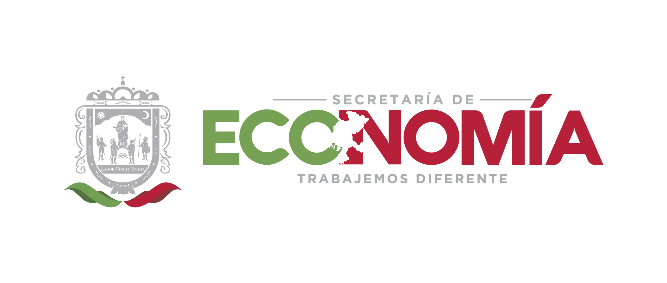 SECRETARÍA DE
ECONOMÍA
TRABAJEMOS DIFERENTE